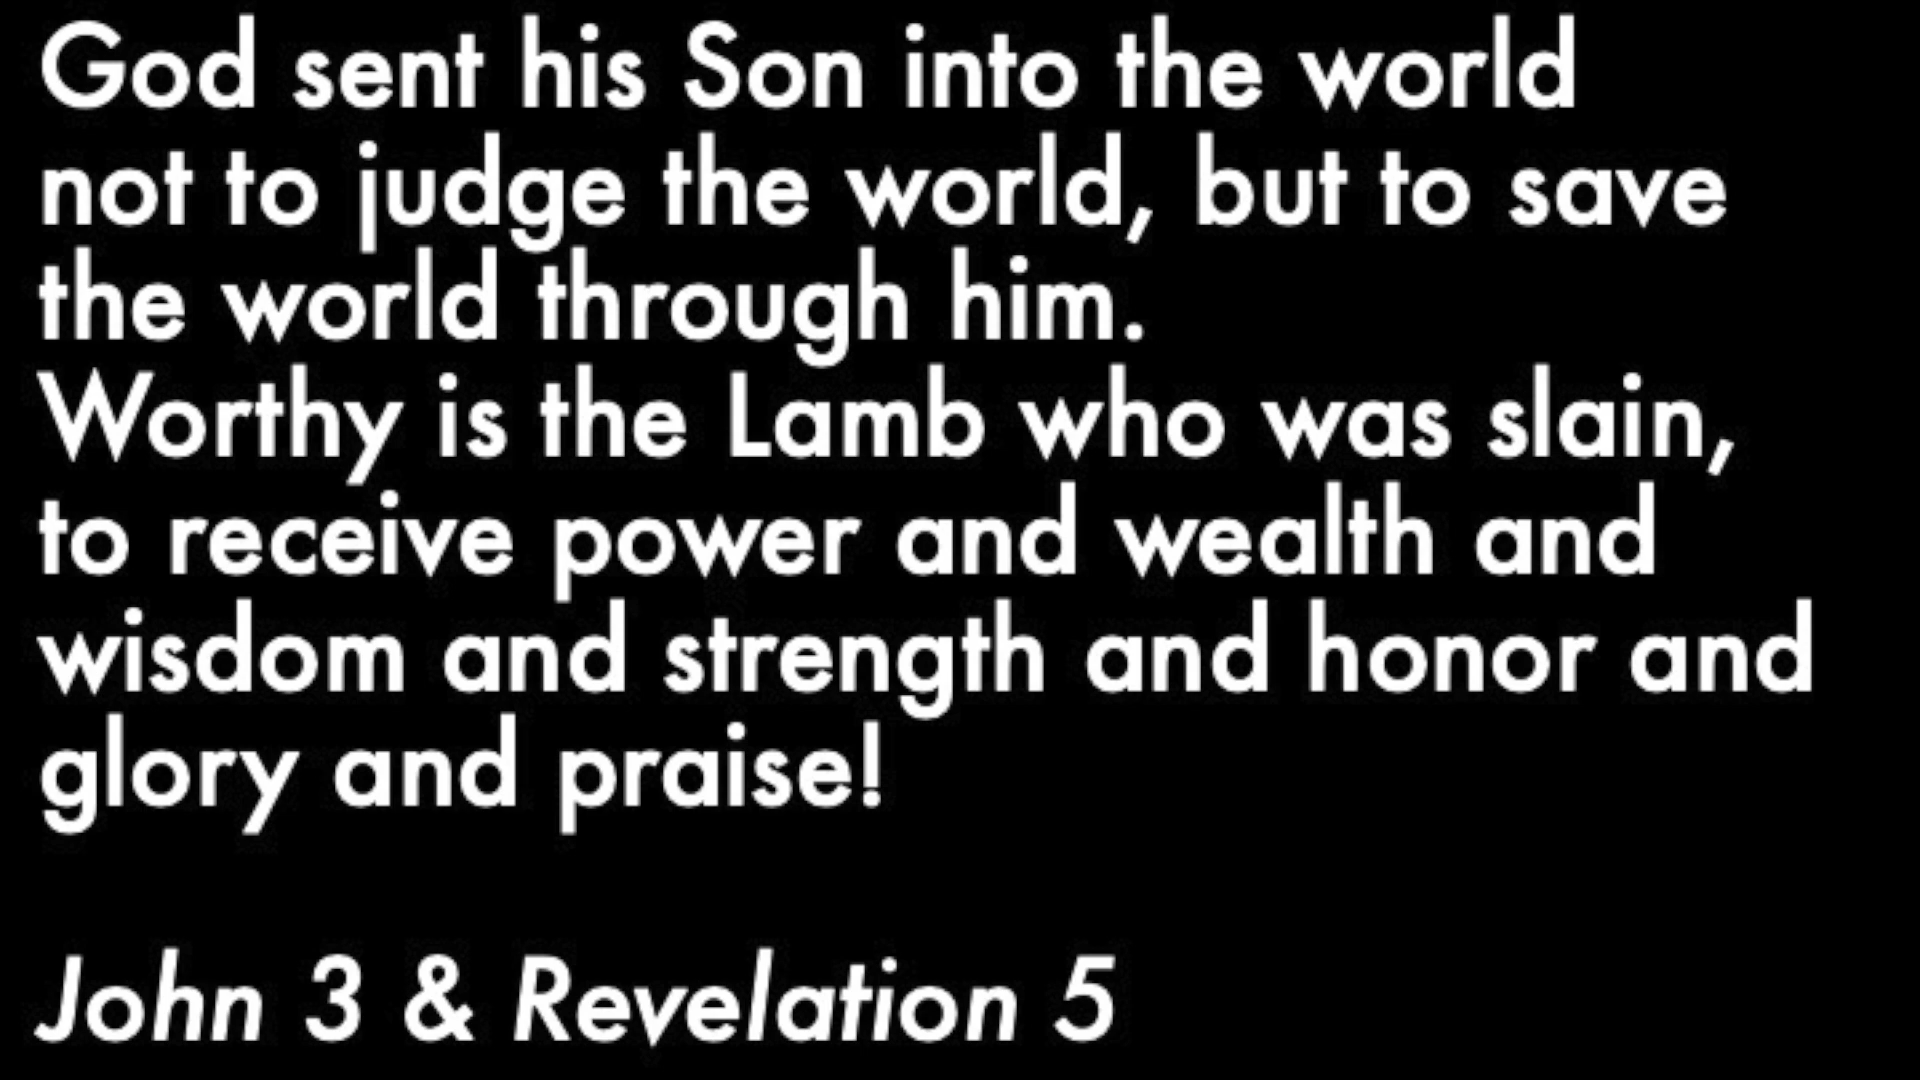 God sent his Son into the world
not to judge the world, but to save
the world through him.
Worthy is the Lamb who was slain,
to receive power and wealth and
wisdom and strength and honor and
glory and praise!
John 3 & Revelation 5